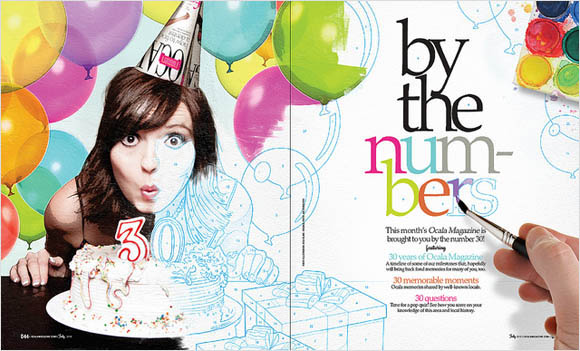 OCALA
30
by
the
num-
bers
This month's Ocala Magazine is
brought to you by the number 30!
featuring
30 years of Ocala Magazine
A timeline of some of our milestones that, hopefully
will bring back fond memories for many of you, too.
30 memorable moments
Ocala memories shared by well-known locals.
30 questions
Time for a pop quiz! See how you score on your
knowledge of this area and local history.